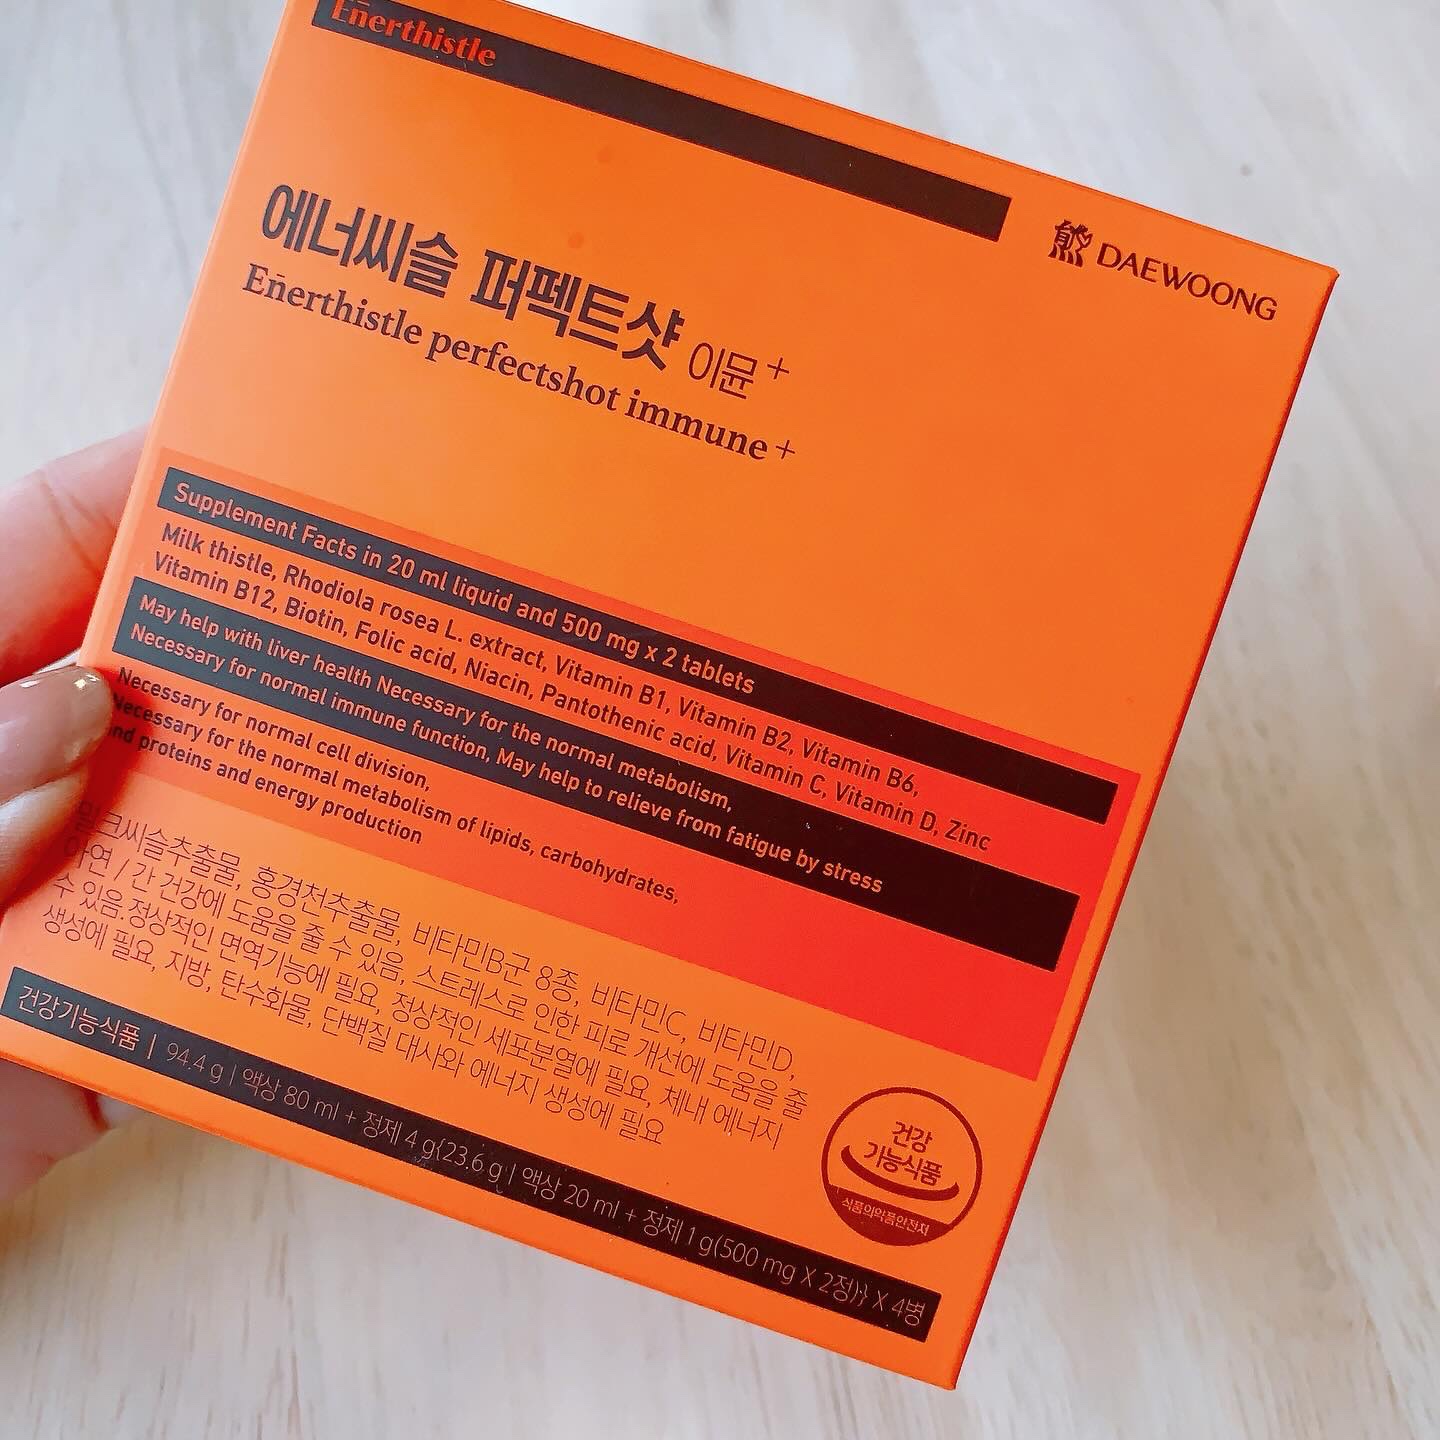 Enerthistle
熊 DAEWOONG
에너씨슬 퍼펙트샷 이뮨+
Enerthistle perfectshot immune+
Supplement Facts in 20 ml liquid and 500 mg x 2 tablets
Milk thistle, Rhodiola rosea L. extract, Vitamin B1, Vitamin B2, Vitamin B6,
Vitamin B12, Biotin, Folic acid, Niacin, Pantothenic acid, Vitamin C, Vitamin D, Zinc
May help with liver health Necessary for the normal metabolism,
Necessary for normal immune function, May help to relieve from fatigue by stress
Necessary for normal cell division,
Necessary for the normal metabolism of lipids, carbohydrates,
and proteins and energy production
밀크씨슬추출물, 홍경천추출물, 비타민B군 8종, 비타민C, 비타민D,
아연 / 간 건강에 도움을 줄 수 있음, 스트레스로 인한 피로 개선에 도움을 줄
수 있음.정상적인 면역기능에 필요, 정상적인 세포분열에 필요, 체내 에너지
생성에 필요, 지방, 탄수화물, 단백질 대사와 에너지 생성에 필요
건강기능식품 | 94.4 g | 액상 80 ml + 정제 4 g{23.6 g | 액상 20 ml + 정제 1 g(500 mg X 2정)} X 4병
건강
기능식품
식품의약품안전처